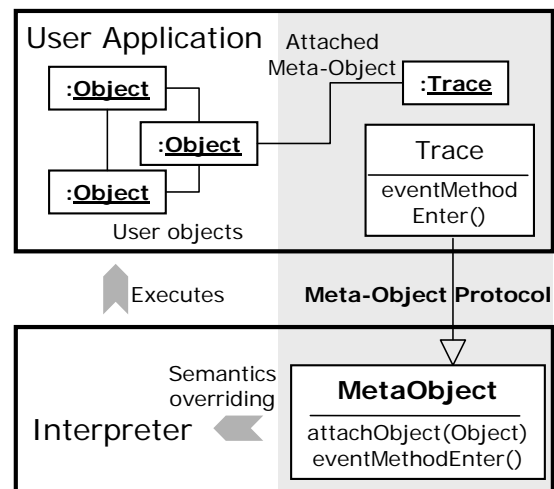 User Application
Attached
Meta-Object
:Object
:Trace
:Object
Trace
:Object
eventMethod
Enter()
User objects
Executes
Meta-Object Protocol
Semantics
overriding
MetaObject
Interpreter
attachObject(Object)
eventMethodEnter()